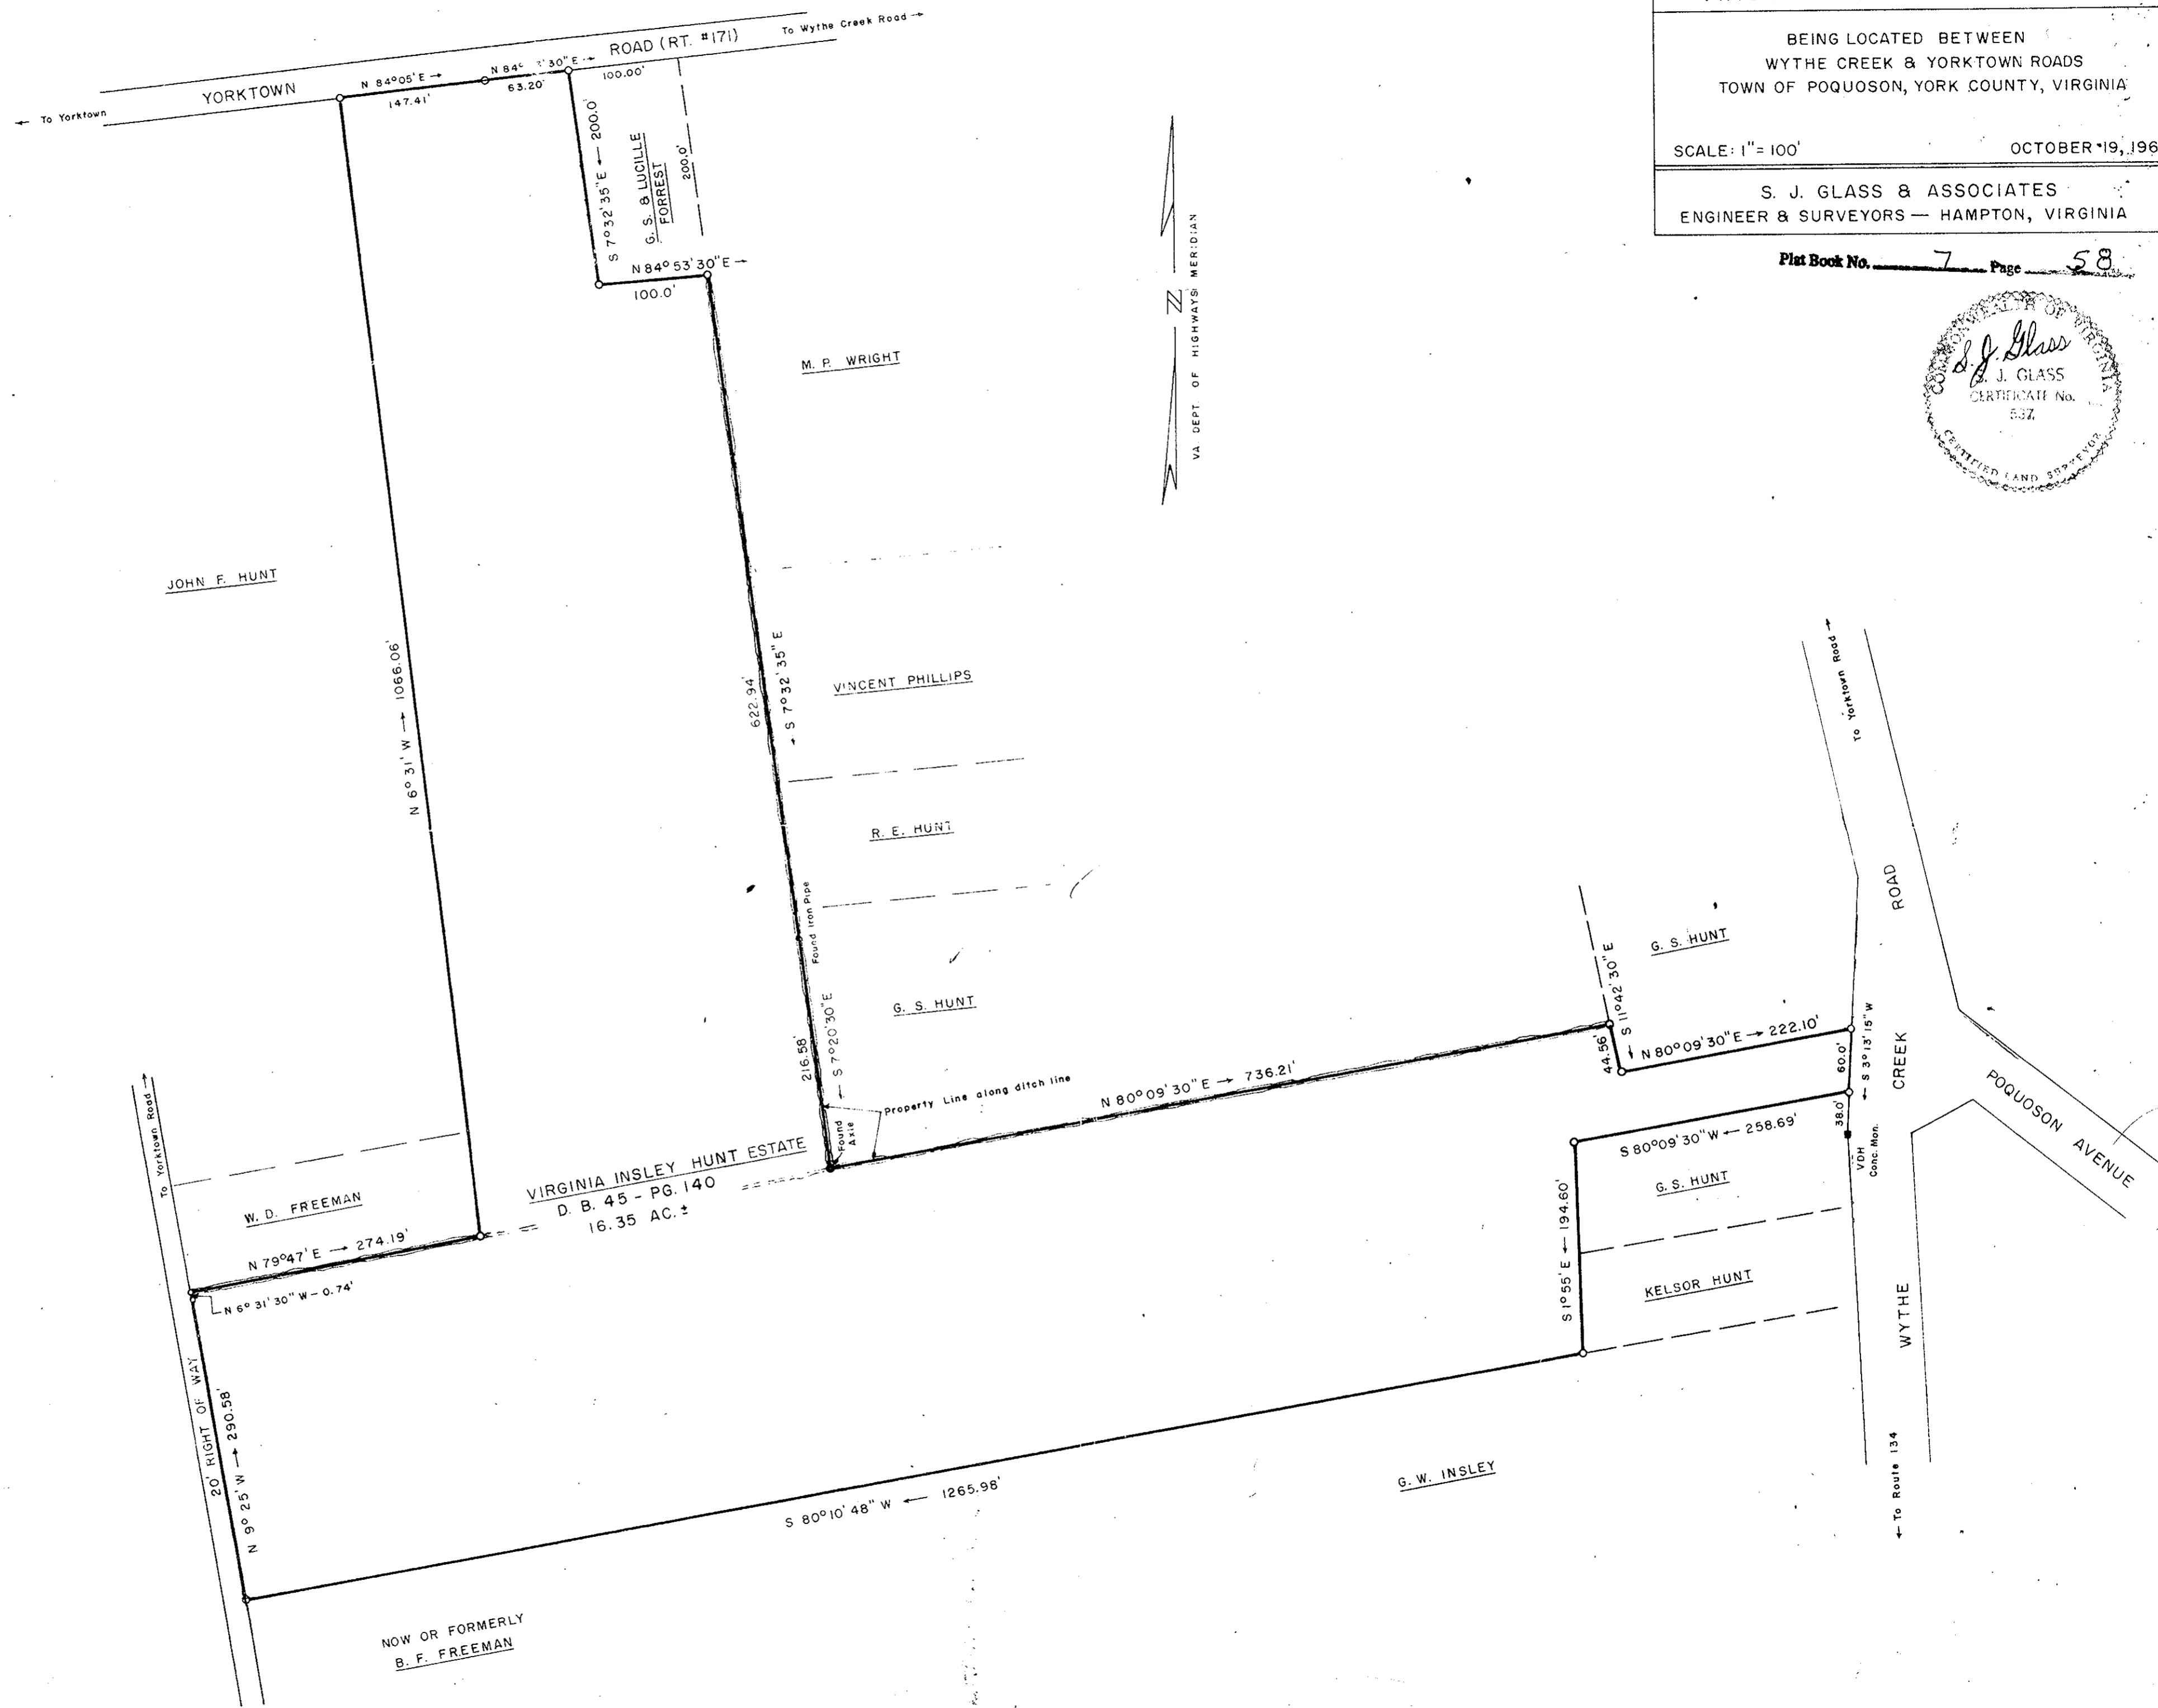 BEING LOCATED BETWEEN
WYTHE CREEK & YORKTOWN ROADS
TOWN OF POQUOSON, YORK COUNTY, VIRGINIA
SCALE: 1" = 100'
OCTOBER 19, 196
S. J. GLASS & ASSOCIATES
ENGINEER & SURVEYORS — HAMPTON, VIRGINIA
Plat Book No. 7 Page 58
COMMONWEALTH OF VIRGINIA
S. J. Glass
S. J. GLASS
CERTIFICATE No.
CERTIFIED LAND SURVEYOR
← To Yorktown
YORKTOWN
ROAD (RT. #171)
To Wythe Creek Road →
N 84°05' E →
147.41'
N 84° 30" E →
63.20'
100.00'
S 7°32'35" E ← 200.0'
G. S. & LUCILLE
FORREST
200.0'
N 84° 53' 30" E →
100.0'
M. P. WRIGHT
N
VA. DEPT. OF HIGHWAYS MERIDIAN
JOHN F. HUNT
N 6° 31' W → 1066.06'
622.94'
← S 7° 32' 35" E
VINCENT PHILLIPS
R. E. HUNT
Found Iron Pipe
G. S. HUNT
216.58'
← S 7° 20' 30" E
Property Line along ditch line
Found
Axle
N 80° 09' 30" E → 736.21'
S 11° 42' 30" E
44.56'
G. S. HUNT
N 80° 09' 30" E → 222.10'
60.0'
← S 3° 13' 15" W
38.0'
VDH
Conc. Mon.
To Yorktown Road →
WYTHE CREEK ROAD
POQUOSON AVENUE
S 80° 09' 30" W ← 258.69'
G. S. HUNT
S 1° 55' E ← 194.60'
KELSOR HUNT
← To Route 134
To Yorktown Road →
W. D. FREEMAN
N 79° 47' E → 274.19'
N 6° 31' 30" W – 0.74'
VIRGINIA INSLEY HUNT ESTATE
D. B. 45 – PG. 140
16.35 AC. ±
20' RIGHT OF WAY
N 9° 25' W → 290.58'
S 80° 10' 48" W ← 1265.98'
G. W. INSLEY
NOW OR FORMERLY
B. F. FREEMAN